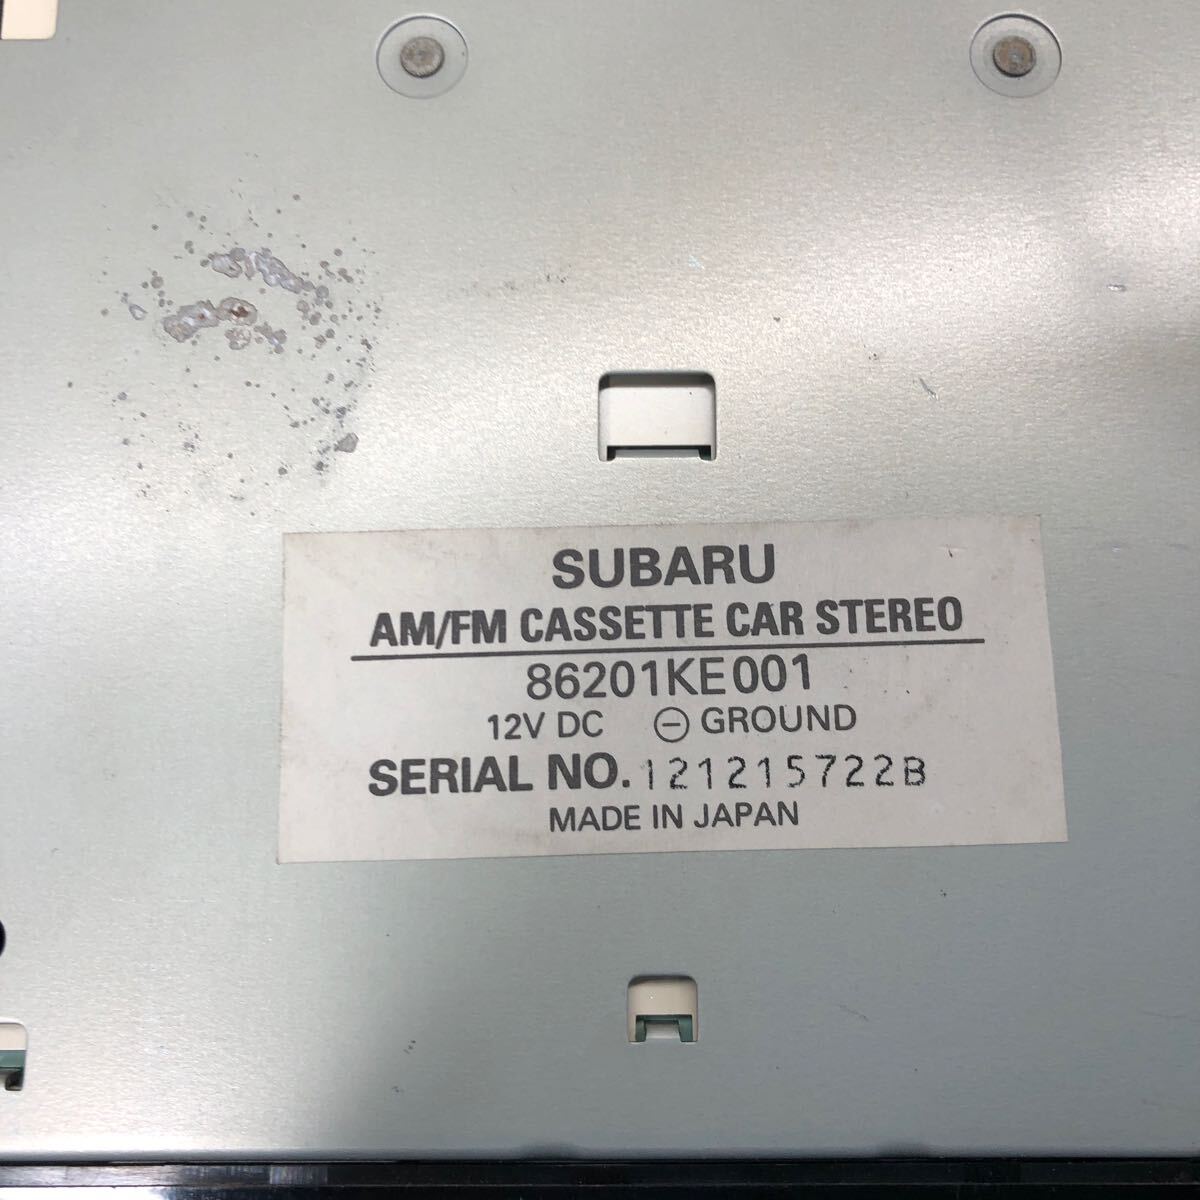 SUBARU
AM/FM CASSETTE CAR STEREO
86201KE001
12V DC ⊖ GROUND
SERIAL NO. 121215722B
MADE IN JAPAN